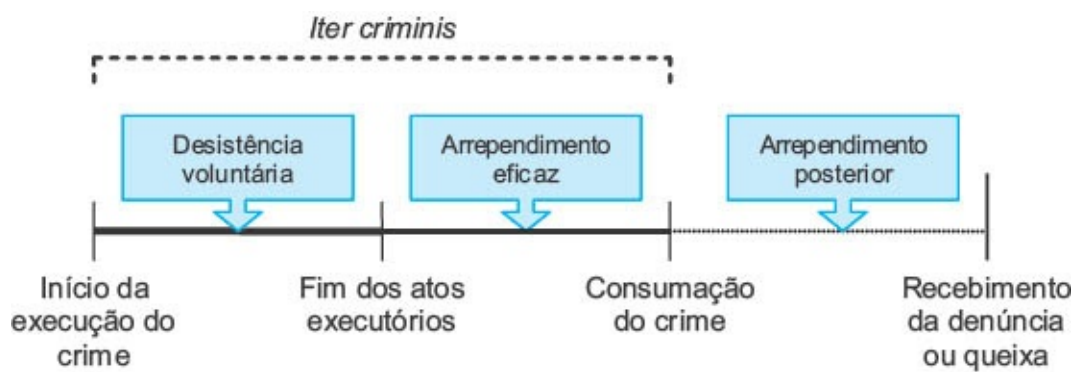 Iter criminis
Desistência
voluntária
Arrependimento
eficaz
Arrependimento
posterior
Início da
execução do
crime
Fim dos atos
executórios
Consumação
do crime
Recebimento
da denúncia
ou queixa